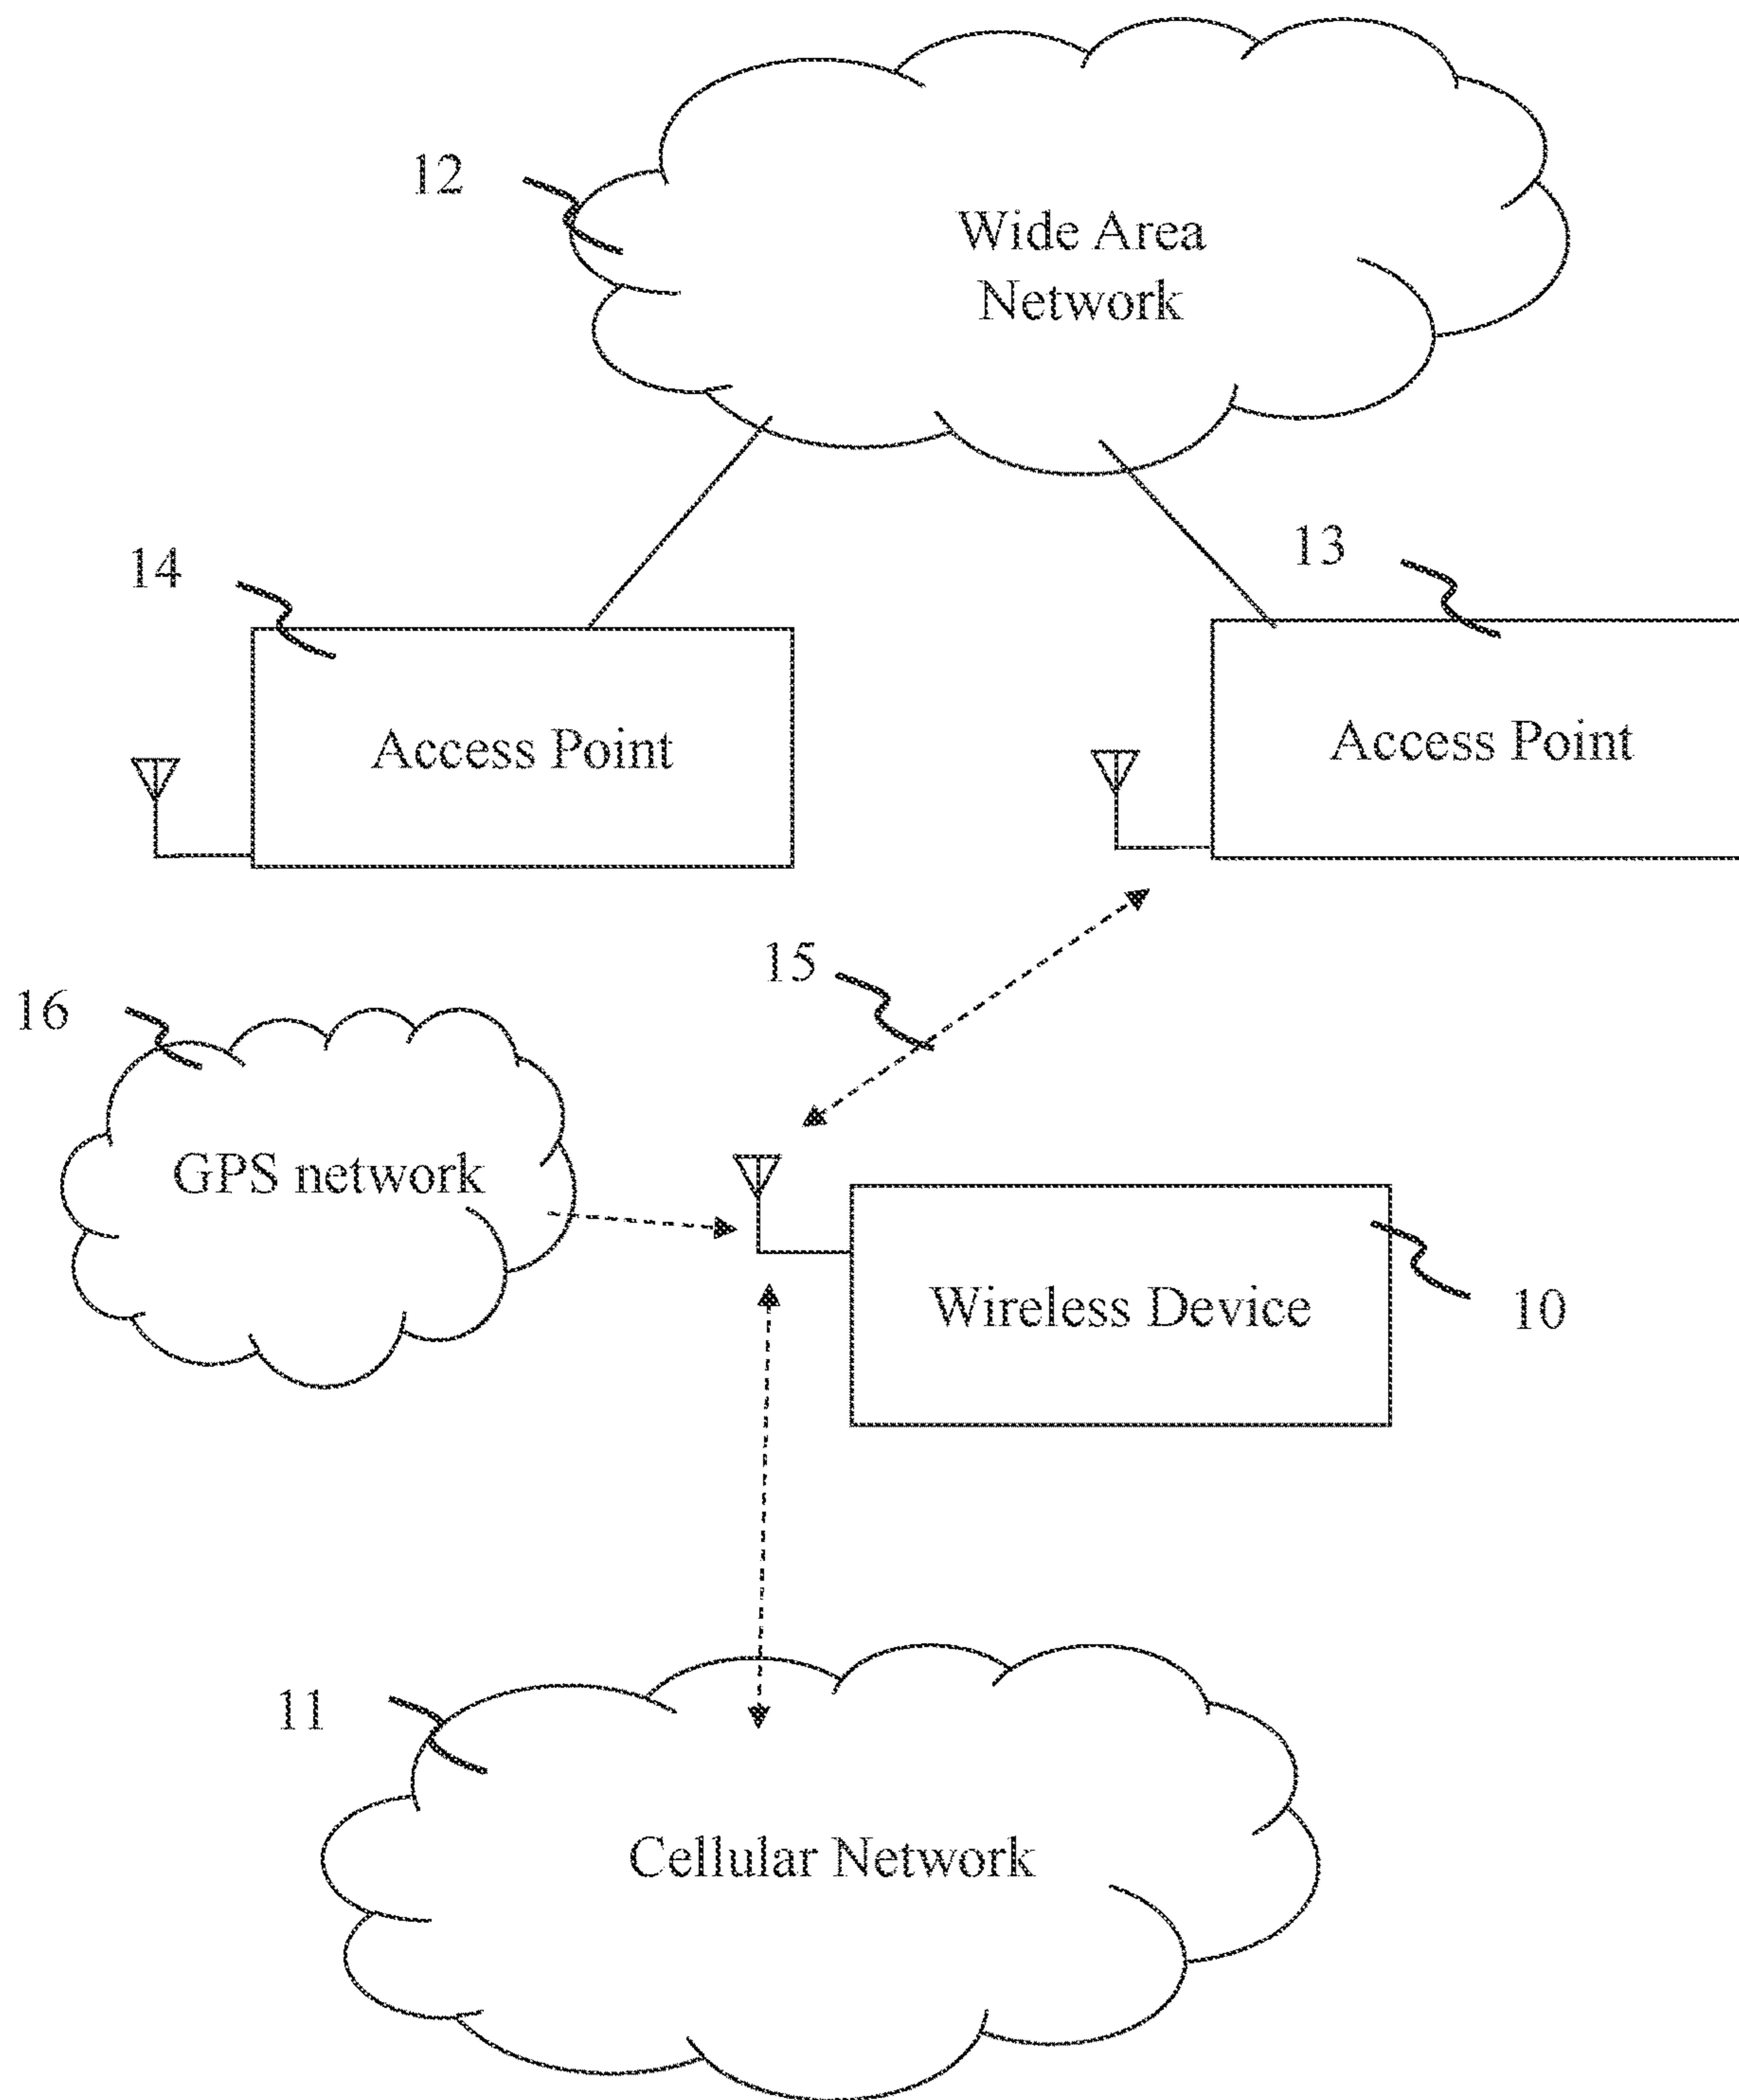 12
Wide Area
Network
14
13
Access Point
Access Point
15
16
GPS network
Wireless Device
10
11
Cellular Network